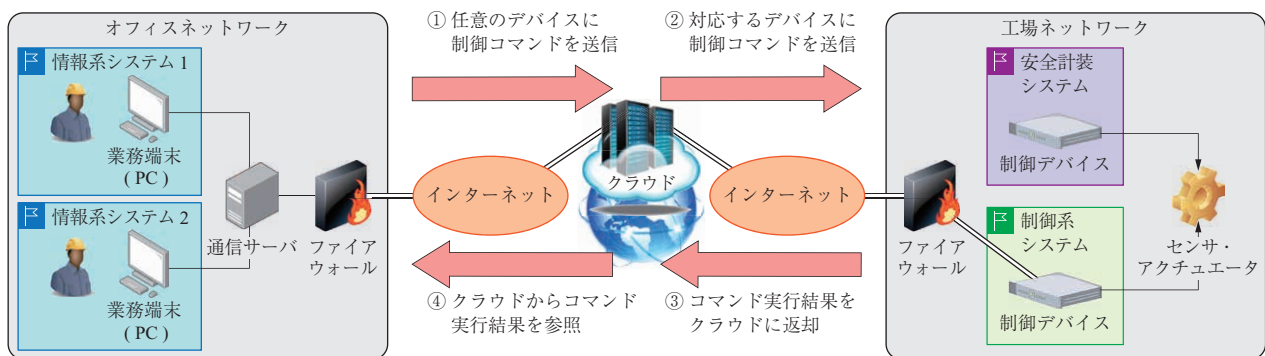 オフィスネットワーク
情報系システム1
業務端末
(PC)
情報系システム2
業務端末
(PC)
通信サーバ
ファイア
ウォール
① 任意のデバイスに
制御コマンドを送信
② 対応するデバイスに
制御コマンドを送信
インターネット
クラウド
インターネット
④ クラウドからコマンド
実行結果を参照
③ コマンド実行結果を
クラウドに返却
工場ネットワーク
安全計装
システム
制御デバイス
ファイア
ウォール
制御系
システム
制御デバイス
センサ・
アクチュエータ